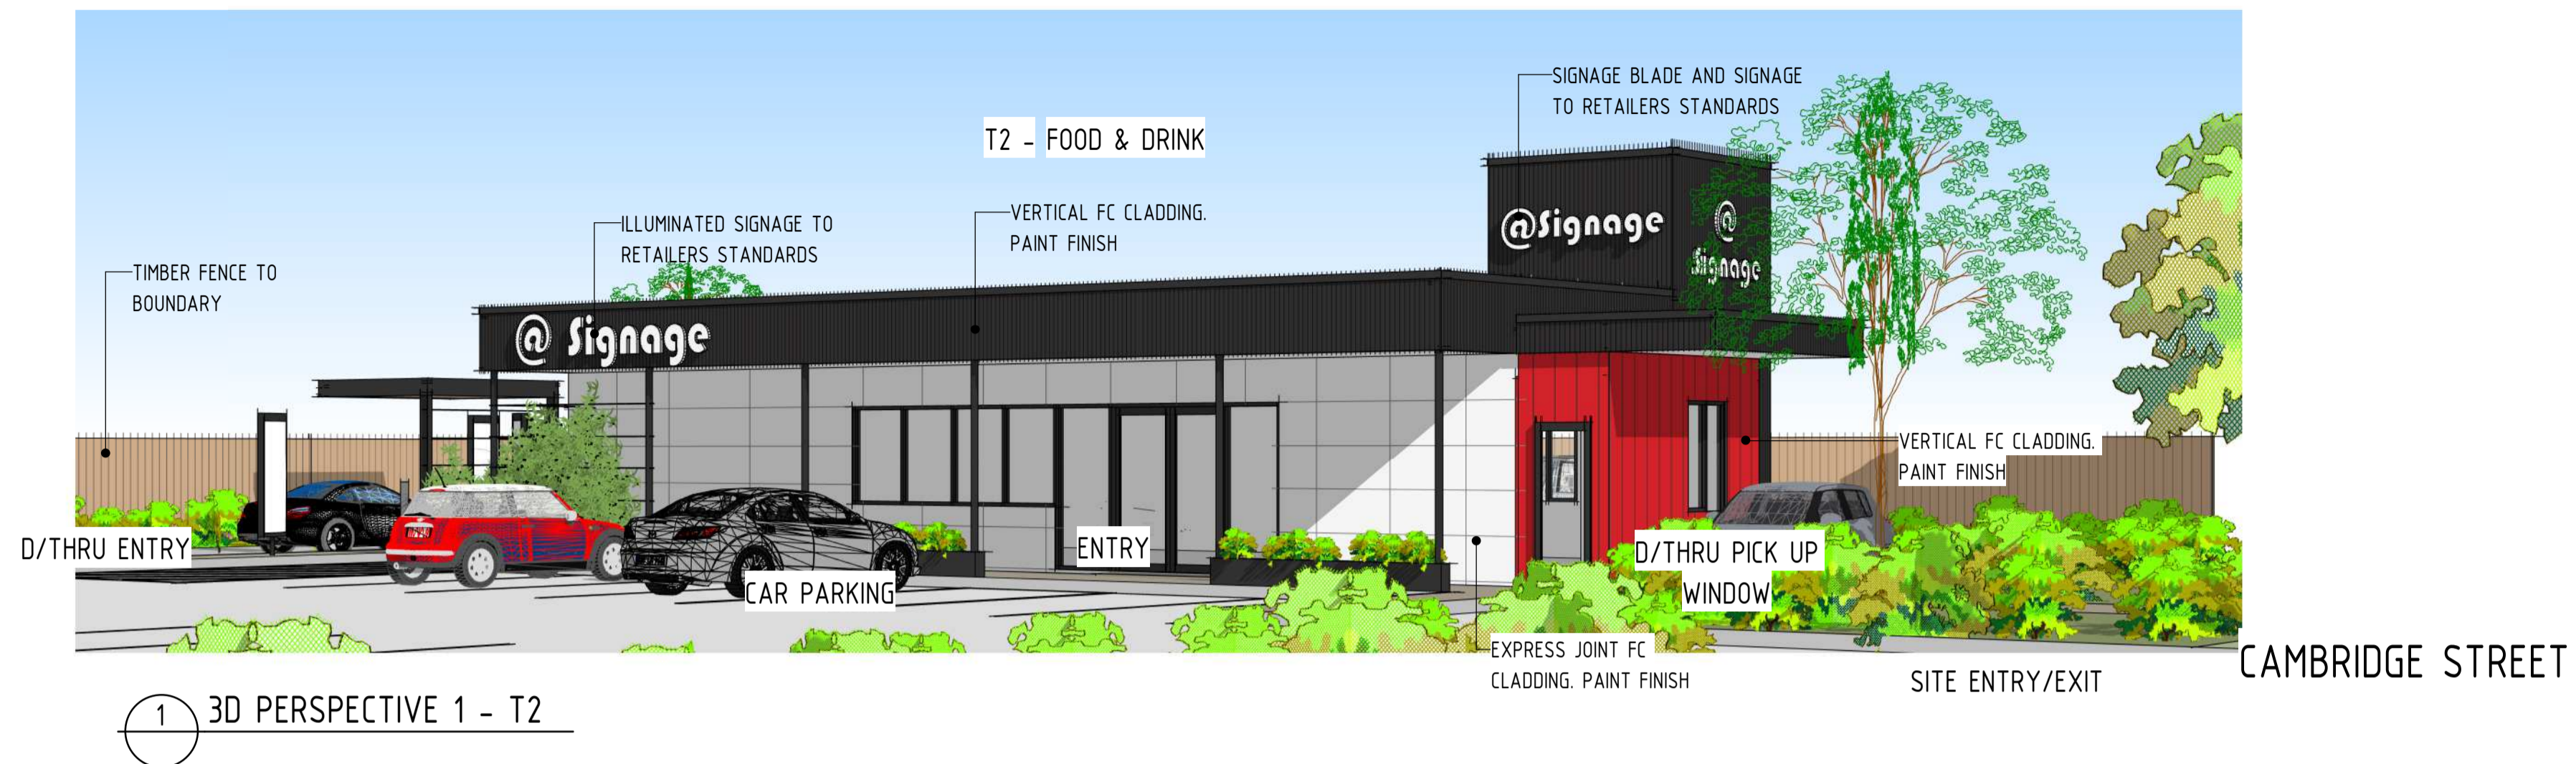 SIGNAGE BLADE AND SIGNAGE
TO RETAILERS STANDARDS
T2 - FOOD & DRINK
ILLUMINATED SIGNAGE TO
RETAILERS STANDARDS
VERTICAL FC CLADDING.
PAINT FINISH
TIMBER FENCE TO
BOUNDARY
@Signage
@
Signage
@ Signage
VERTICAL FC CLADDING.
PAINT FINISH
D/THRU ENTRY
ENTRY
CAR PARKING
D/THRU PICK UP
WINDOW
EXPRESS JOINT FC
CLADDING. PAINT FINISH
SITE ENTRY/EXIT
CAMBRIDGE STREET
1
3D PERSPECTIVE 1 - T2